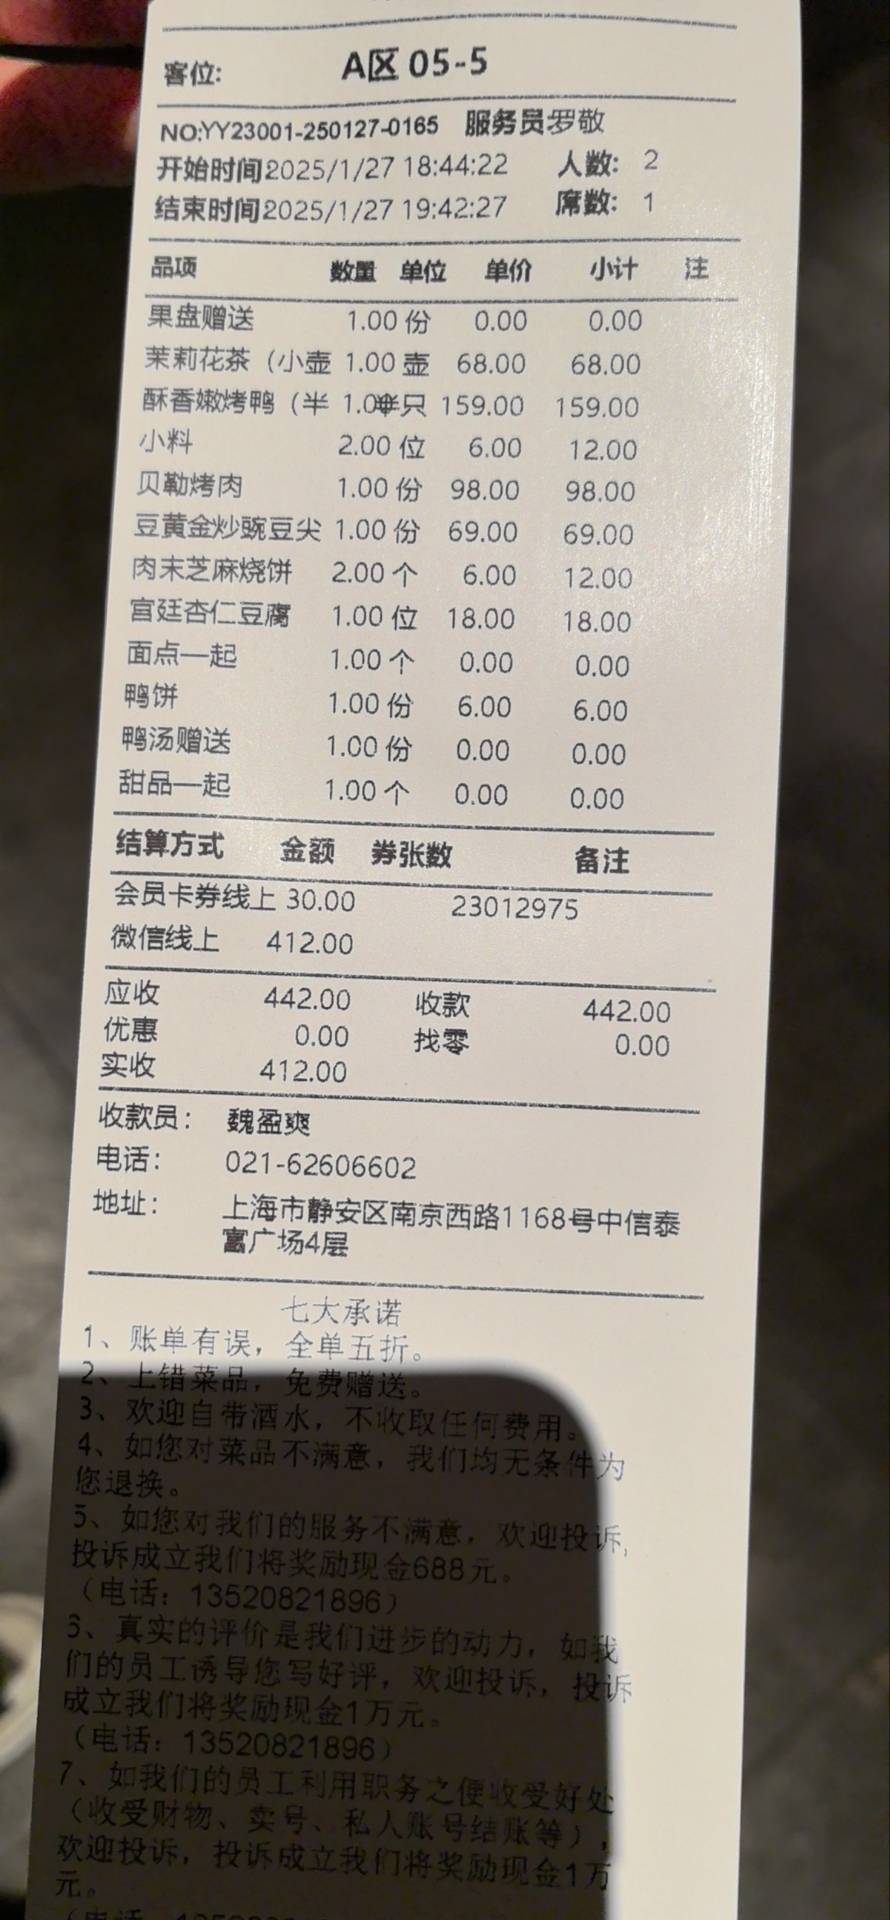 客位: A区 05-5
NO:YY23001-250127-0165 服务员:罗敬
开始时间2025/1/27 18:44:22 人数: 2
结束时间2025/1/27 19:42:27 席数: 1
品项 数量 单位 单价 小计 注
果盘赠送 1.00 份 0.00 0.00
茉莉花茶（小壶 1.00 壶 68.00 68.00
酥香嫩烤鸭（半 1.00半只 159.00 159.00
小料 2.00 位 6.00 12.00
贝勒烤肉 1.00 份 98.00 98.00
豆黄金炒豌豆尖 1.00 份 69.00 69.00
肉末芝麻烧饼 2.00 个 6.00 12.00
宫廷杏仁豆腐 1.00 位 18.00 18.00
面点一起 1.00 个 0.00 0.00
鸭饼 1.00 份 6.00 6.00
鸭汤赠送 1.00 份 0.00 0.00
甜品一起 1.00 个 0.00 0.00
结算方式 金额 券张数 备注
会员卡券线上 30.00 23012975
微信线上 412.00
应收 442.00 收款 442.00
优惠 0.00 找零 0.00
实收 412.00
收款员: 魏盈爽
电话: 021-62606602
地址: 上海市静安区南京西路1168号中信泰
富广场4层
七大承诺
1、账单有误，全单五折。
2、上错菜品，免费赠送。
3、欢迎自带酒水，不收取任何费用。
4、如您对菜品不满意，我们均无条件为
您退换。
5、如您对我们的服务不满意，欢迎投诉,
投诉成立我们将奖励现金688元。
（电话：13520821896）
6、真实的评价是我们进步的动力，如我
们的员工诱导您写好评，欢迎投诉，投诉
成立我们将奖励现金1万元。
（电话：13520821896）
7、如我们的员工利用职务之便收受好处
（收受财物、卖号、私人账号结账等），
欢迎投诉，投诉成立我们将奖励现金1万
元。